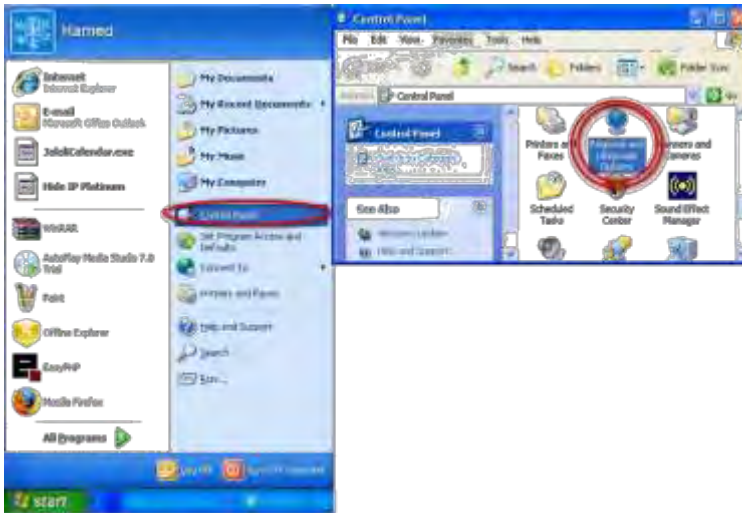 Hamed
Internet
Internet Explorer
E-mail
Microsoft Office Outlook
JalaliCalendar.exe
Hide IP Platinum
WinRAR
AutoPlay Media Studio 7.0
Trial
Paint
Offline Explorer
EasyPHP
Mozilla Firefox
All Programs
My Documents
My Recent Documents
My Pictures
My Music
My Computer
Control Panel
Set Program Access and
Defaults
Connect To
Printers and Faxes
Help and Support
Search
Run...
Log Off
start
Control Panel
File Edit View Favorites Tools Help
Search Folders Folder Sync
Control Panel
Control Panel
See Also
Windows Update
Help and Support
Printers and
Faxes
Regional and
Language
Options
Scanners and
Cameras
Scheduled
Tasks
Security
Center
Sound Effect
Manager